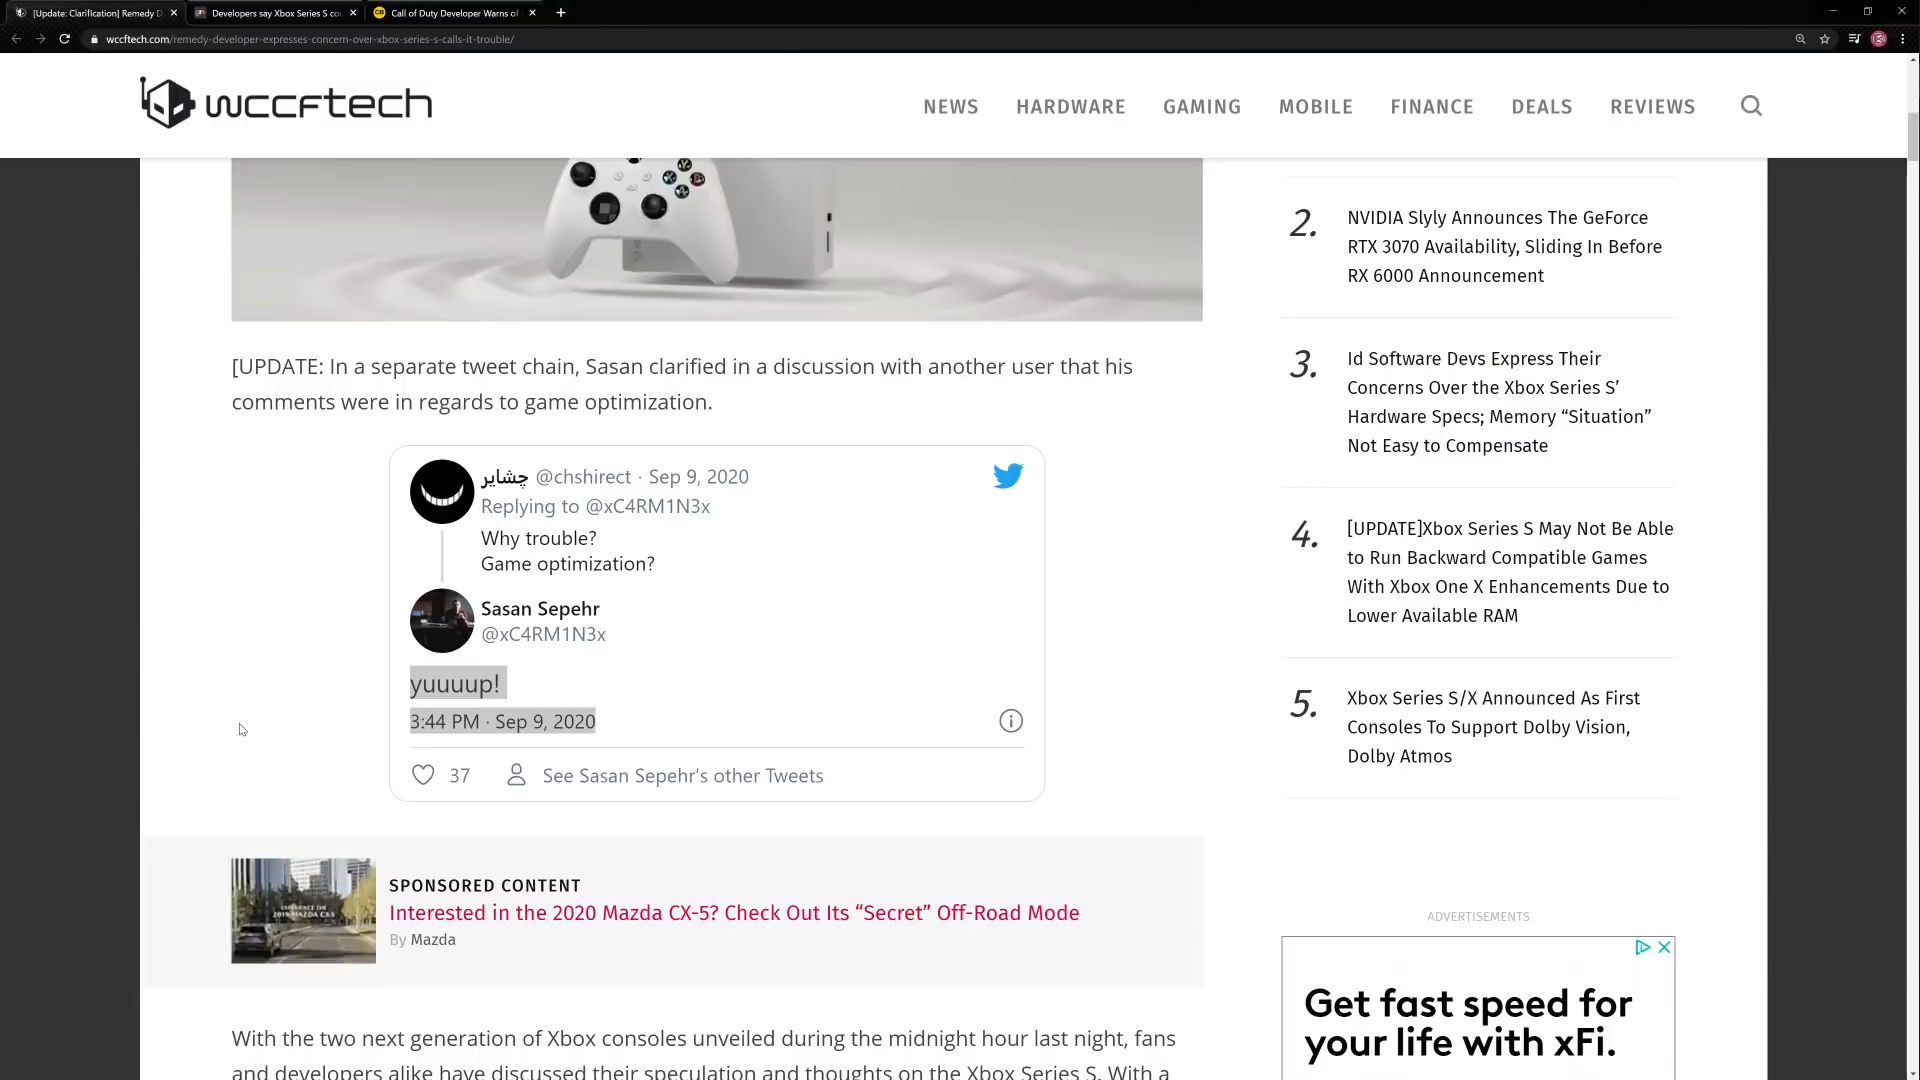 [Update: Clarification] Remedy D
Developers say Xbox Series S co
Call of Duty Developer Warns of
wccftech.com/remedy-developer-expresses-concern-over-xbox-series-s-calls-it-trouble/
wccftech
NEWS HARDWARE GAMING MOBILE FINANCE DEALS REVIEWS
[UPDATE: In a separate tweet chain, Sasan clarified in a discussion with another user that his
comments were in regards to game optimization.
چشایر @chshirect · Sep 9, 2020
Replying to @xC4RM1N3x
Why trouble?
Game optimization?
Sasan Sepehr
@xC4RM1N3x
yuuuup!
3:44 PM · Sep 9, 2020
37 See Sasan Sepehr's other Tweets
SPONSORED CONTENT
Interested in the 2020 Mazda CX-5? Check Out Its “Secret” Off-Road Mode
By Mazda
With the two next generation of Xbox consoles unveiled during the midnight hour last night, fans
and developers alike have discussed their speculation and thoughts on the Xbox Series S. With a
2. NVIDIA Slyly Announces The GeForce
RTX 3070 Availability, Sliding In Before
RX 6000 Announcement
3. Id Software Devs Express Their
Concerns Over the Xbox Series S’
Hardware Specs; Memory “Situation”
Not Easy to Compensate
4. [UPDATE]Xbox Series S May Not Be Able
to Run Backward Compatible Games
With Xbox One X Enhancements Due to
Lower Available RAM
5. Xbox Series S/X Announced As First
Consoles To Support Dolby Vision,
Dolby Atmos
ADVERTISEMENTS
Get fast speed for
your life with xFi.